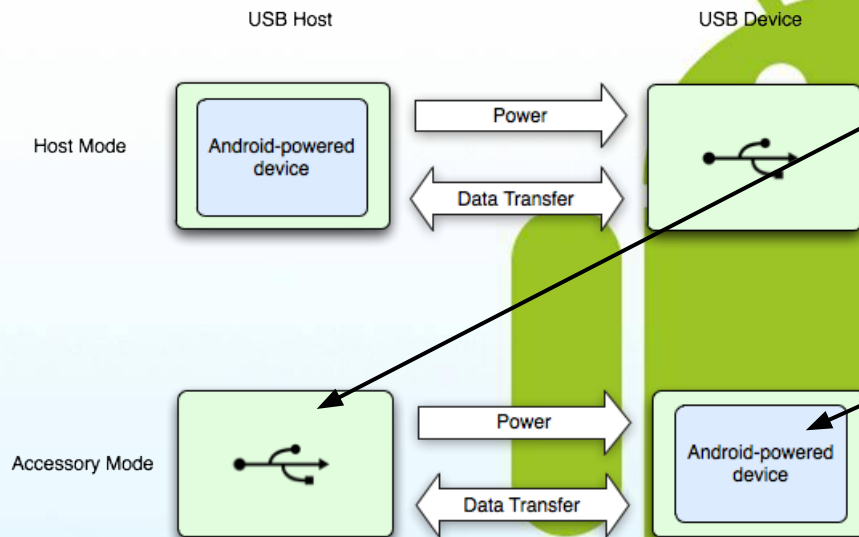 USB Host
USB Device
Host Mode
Android-powered
device
Power
Data Transfer
Accessory Mode
Power
Data Transfer
Android-powered
device